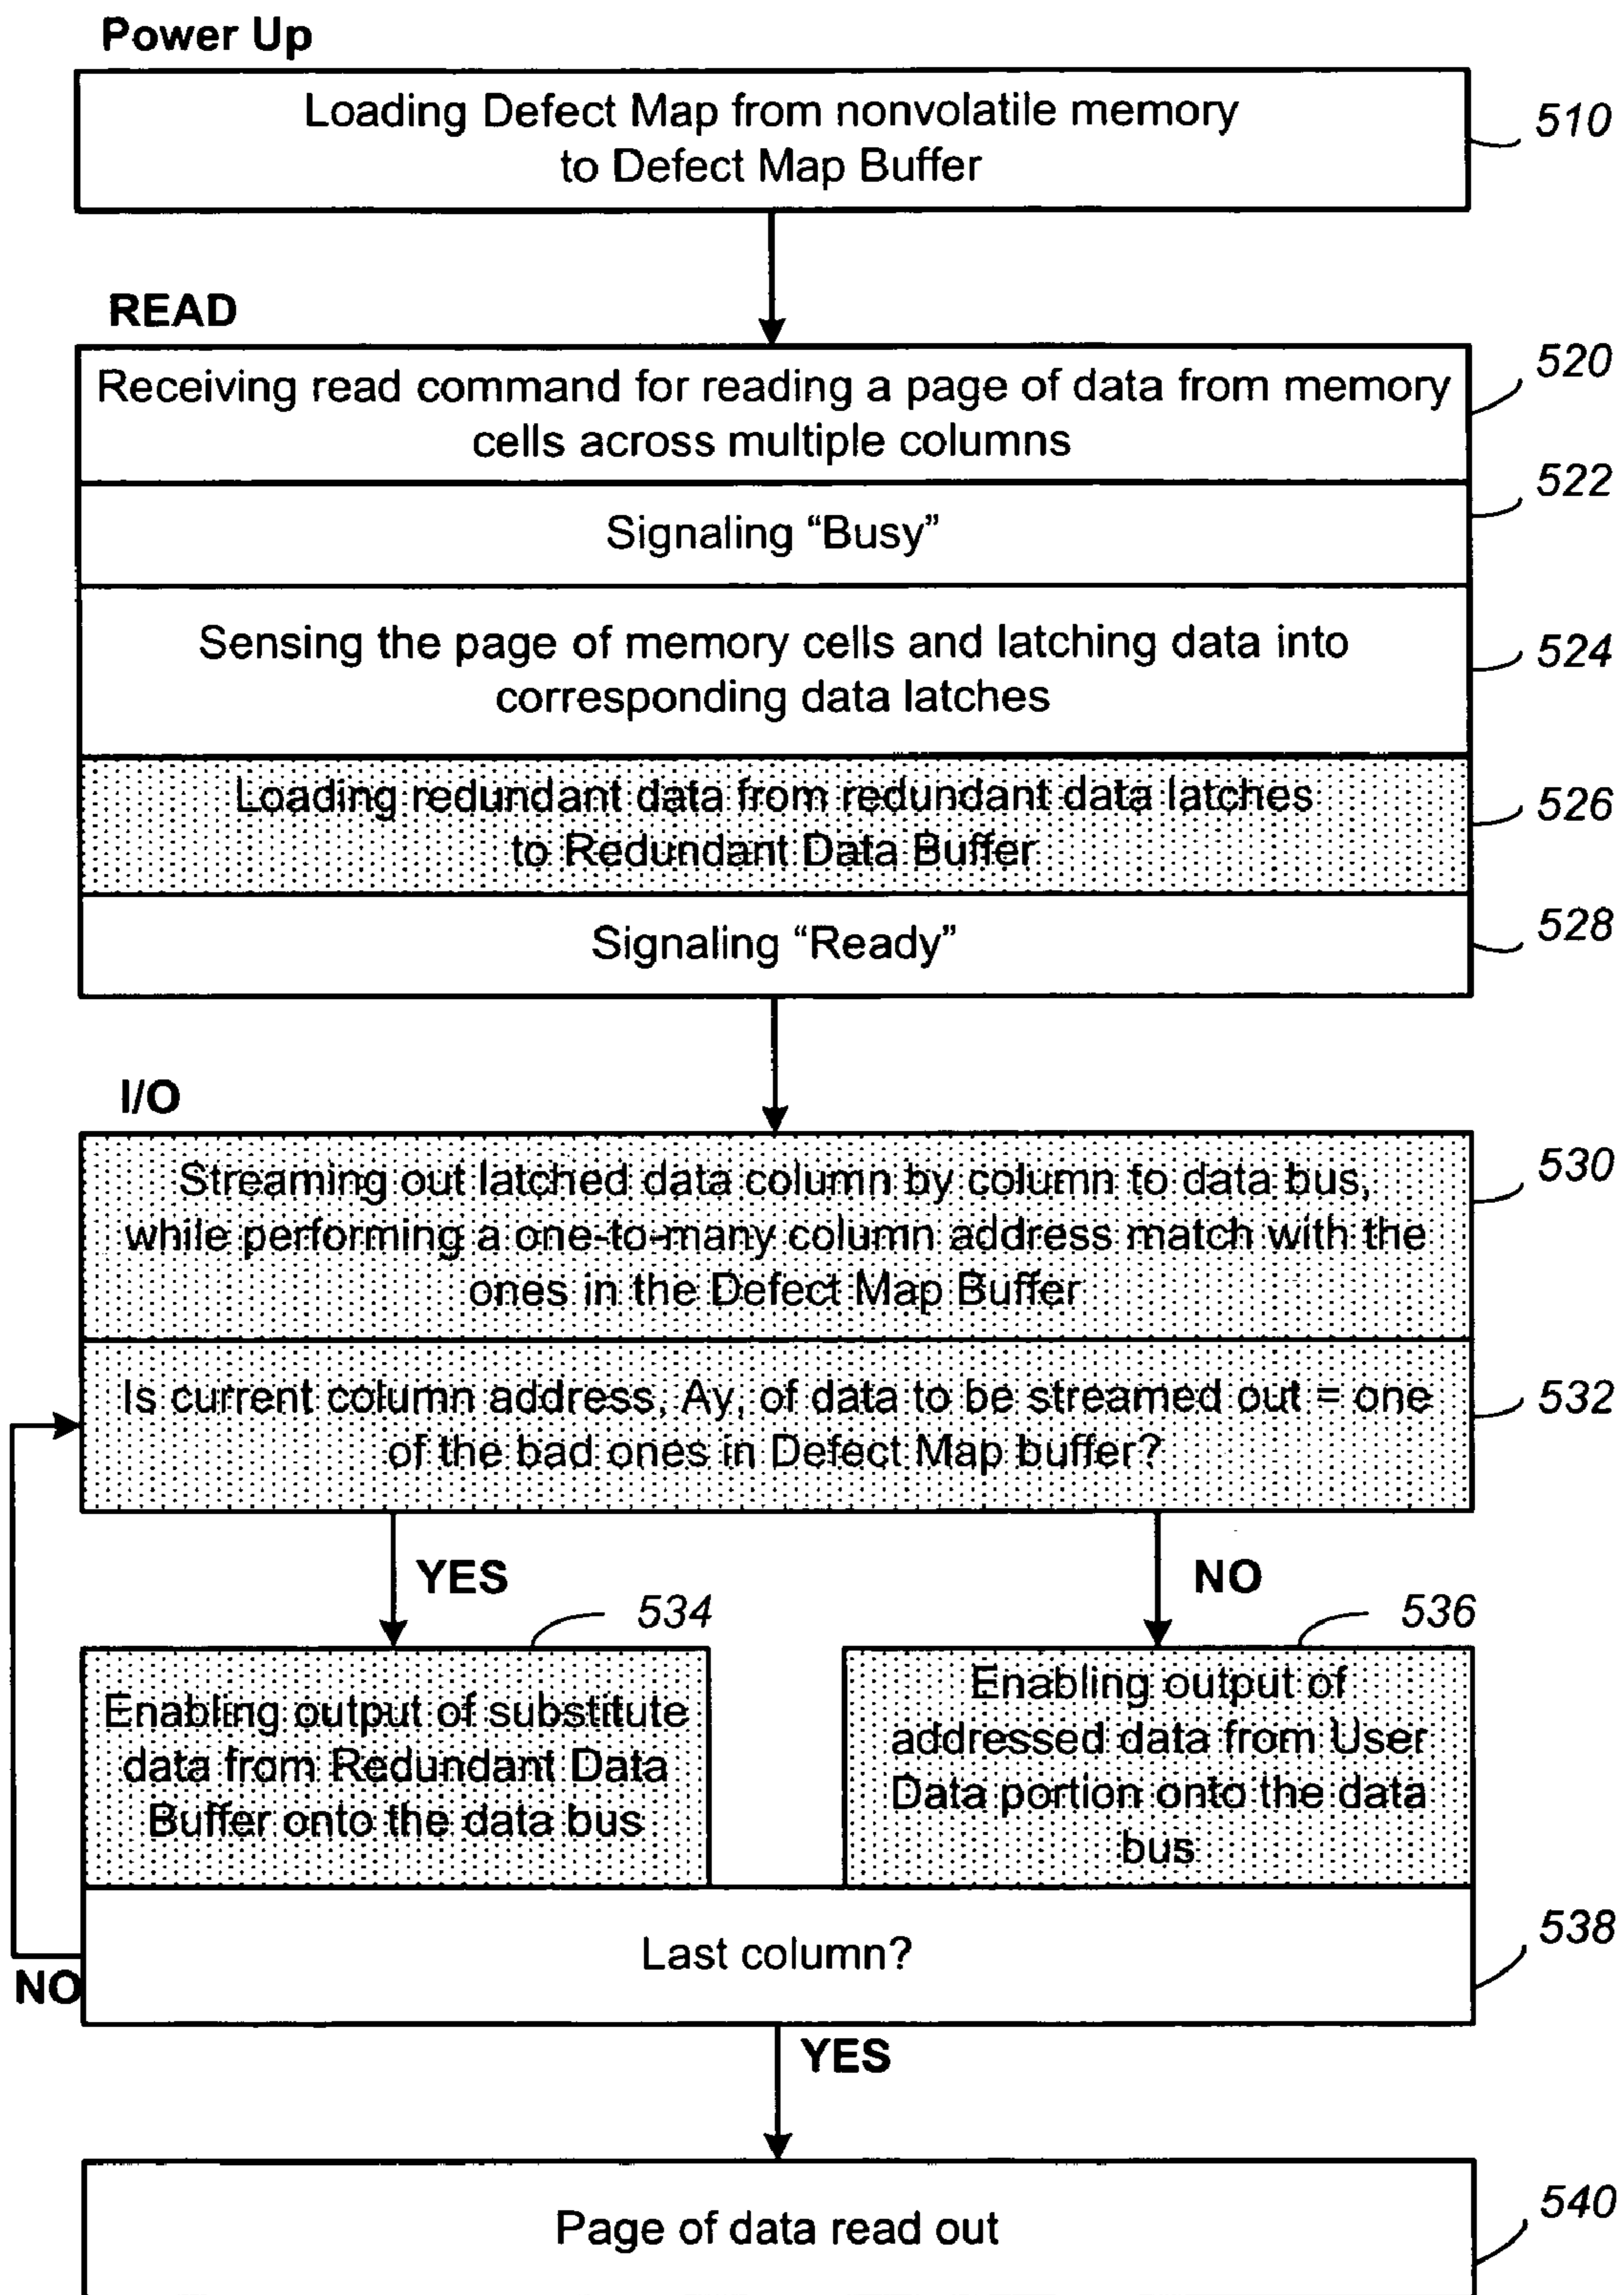 Power Up
Loading Defect Map from nonvolatile memory
to Defect Map Buffer
510
READ
Receiving read command for reading a page of data from memory
cells across multiple columns
520
Signaling “Busy”
522
Sensing the page of memory cells and latching data into
corresponding data latches
524
Loading redundant data from redundant data latches
to Redundant Data Buffer
526
Signaling “Ready”
528
I/O
Streaming out latched data column by column to data bus,
while performing a one-to-many column address match with the
ones in the Defect Map Buffer
530
Is current column address, Ay, of data to be streamed out = one
of the bad ones in Defect Map buffer?
532
YES
NO
534
536
Enabling output of substitute
data from Redundant Data
Buffer onto the data bus
Enabling output of
addressed data from User
Data portion onto the data
bus
Last column?
538
NO
YES
Page of data read out
540